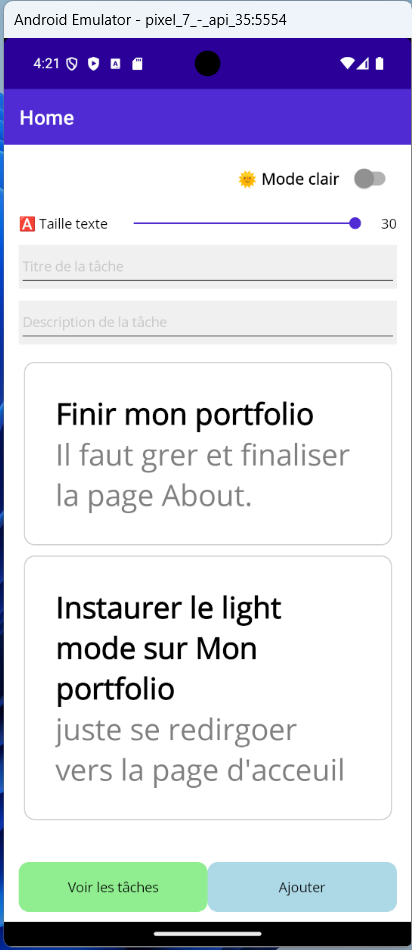 Android Emulator - pixel_7_-_api_35:5554
4:21
Home
🌞 Mode clair
🅰️ Taille texte 30
Titre de la tâche
Description de la tâche
Finir mon portfolio
Il faut grer et finaliser
la page About.
Instaurer le light
mode sur Mon
portfolio
juste se redirgoer
vers la page d'acceuil
Voir les tâches Ajouter